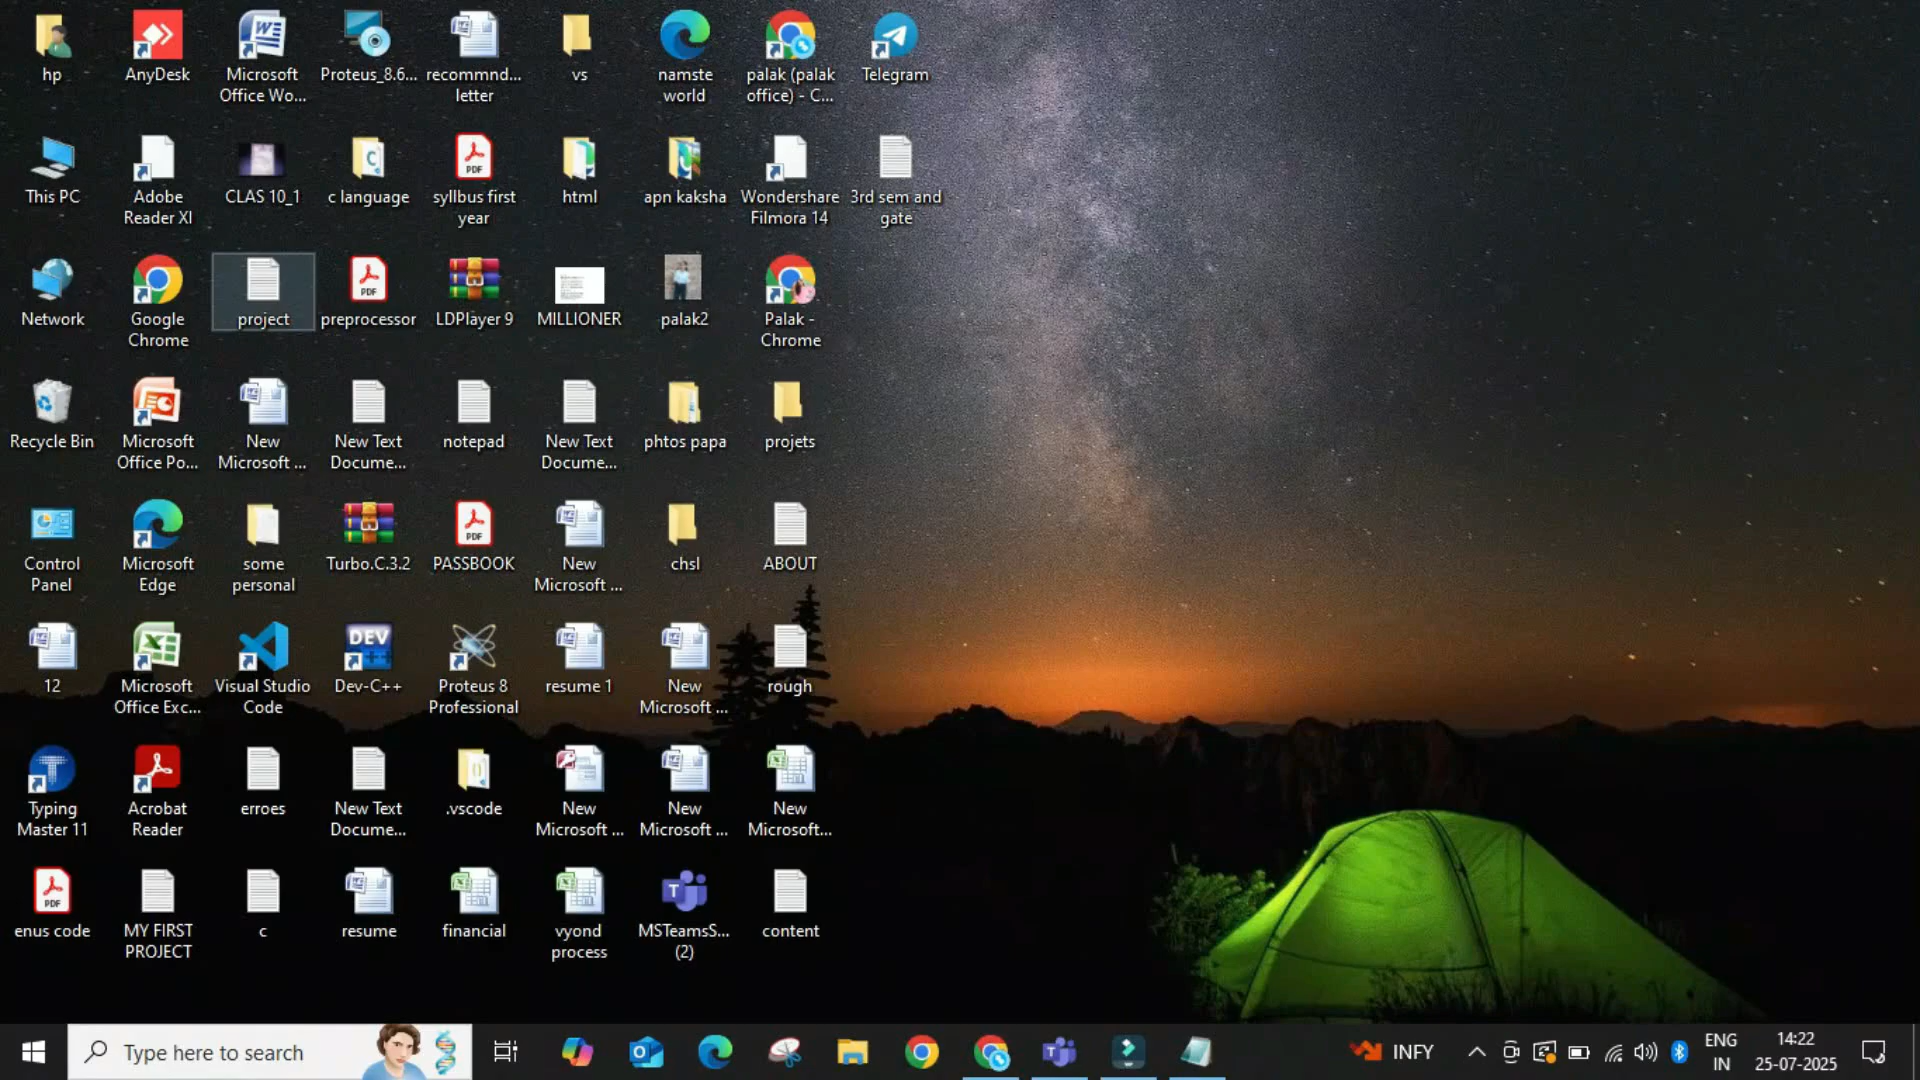 hp
AnyDesk
Microsoft
Office Wo...
Proteus_8.6...
recommnd...
letter
vs
namste
world
palak (palak
office) - C...
Telegram
This PC
Adobe
Reader XI
CLAS 10_1
c language
syllbus first
year
html
apn kaksha
Wondershare
Filmora 14
3rd sem and
gate
Network
Google
Chrome
project
preprocessor
LDPlayer 9
MILLIONER
palak2
Palak -
Chrome
Recycle Bin
Microsoft
Office Po...
New
Microsoft ...
New Text
Docume...
notepad
New Text
Docume...
phtos papa
projets
Control
Panel
Microsoft
Edge
some
personal
Turbo.C.3.2
PASSBOOK
New
Microsoft ...
chsl
ABOUT
12
Microsoft
Office Exc...
Visual Studio
Code
DEV
Dev-C++
Proteus 8
Professional
resume 1
New
Microsoft ...
rough
Typing
Master 11
Acrobat
Reader
erroes
New Text
Docume...
.vscode
New
Microsoft ...
New
Microsoft ...
New
Microsoft...
PDF
enus code
MY FIRST
PROJECT
c
resume
financial
vyond
process
MSTeamsS...
(2)
content
Type here to search
INFY
ENG
IN
14:22
25-07-2025